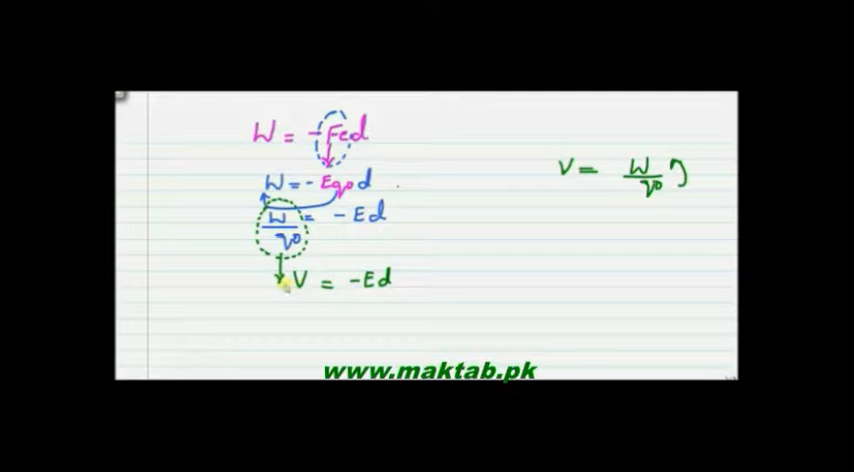 W = - Fed
W = - Eq₀d
W/q₀ = - Ed
V = - Ed
V = W/q₀
www.maktab.pk